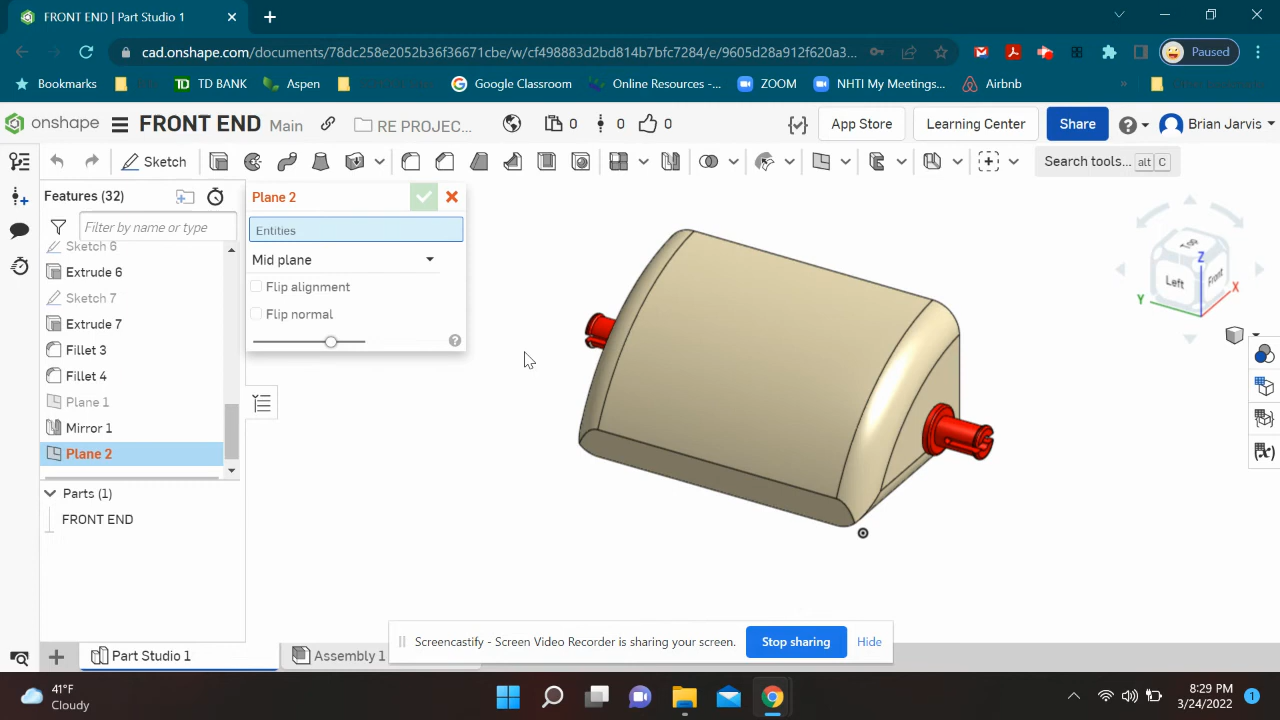 FRONT END | Part Studio 1
cad.onshape.com/documents/78dc258e2052b36f36671cbe/w/cf498883d2bd814b7bfc7284/e/9605d28a912f620a3...
Paused
Bookmarks
TD BANK
Aspen
Google Classroom
Online Resources -...
ZOOM
NHTI My Meetings...
Airbnb
onshape
FRONT END
Main
RE PROJEC...
0
0
0
App Store
Learning Center
Share
Brian Jarvis
Sketch
Search tools...
alt
C
Features (32)
Filter by name or type
Sketch 6
Extrude 6
Sketch 7
Extrude 7
Fillet 3
Fillet 4
Plane 1
Mirror 1
Plane 2
Parts (1)
FRONT END
Plane 2
Entities
Mid plane
Flip alignment
Flip normal
Top
Left
Front
Z
Y
X
Screencastify - Screen Video Recorder is sharing your screen.
Stop sharing
Hide
Part Studio 1
Assembly 1
41°F
Cloudy
8:29 PM
3/24/2022
1